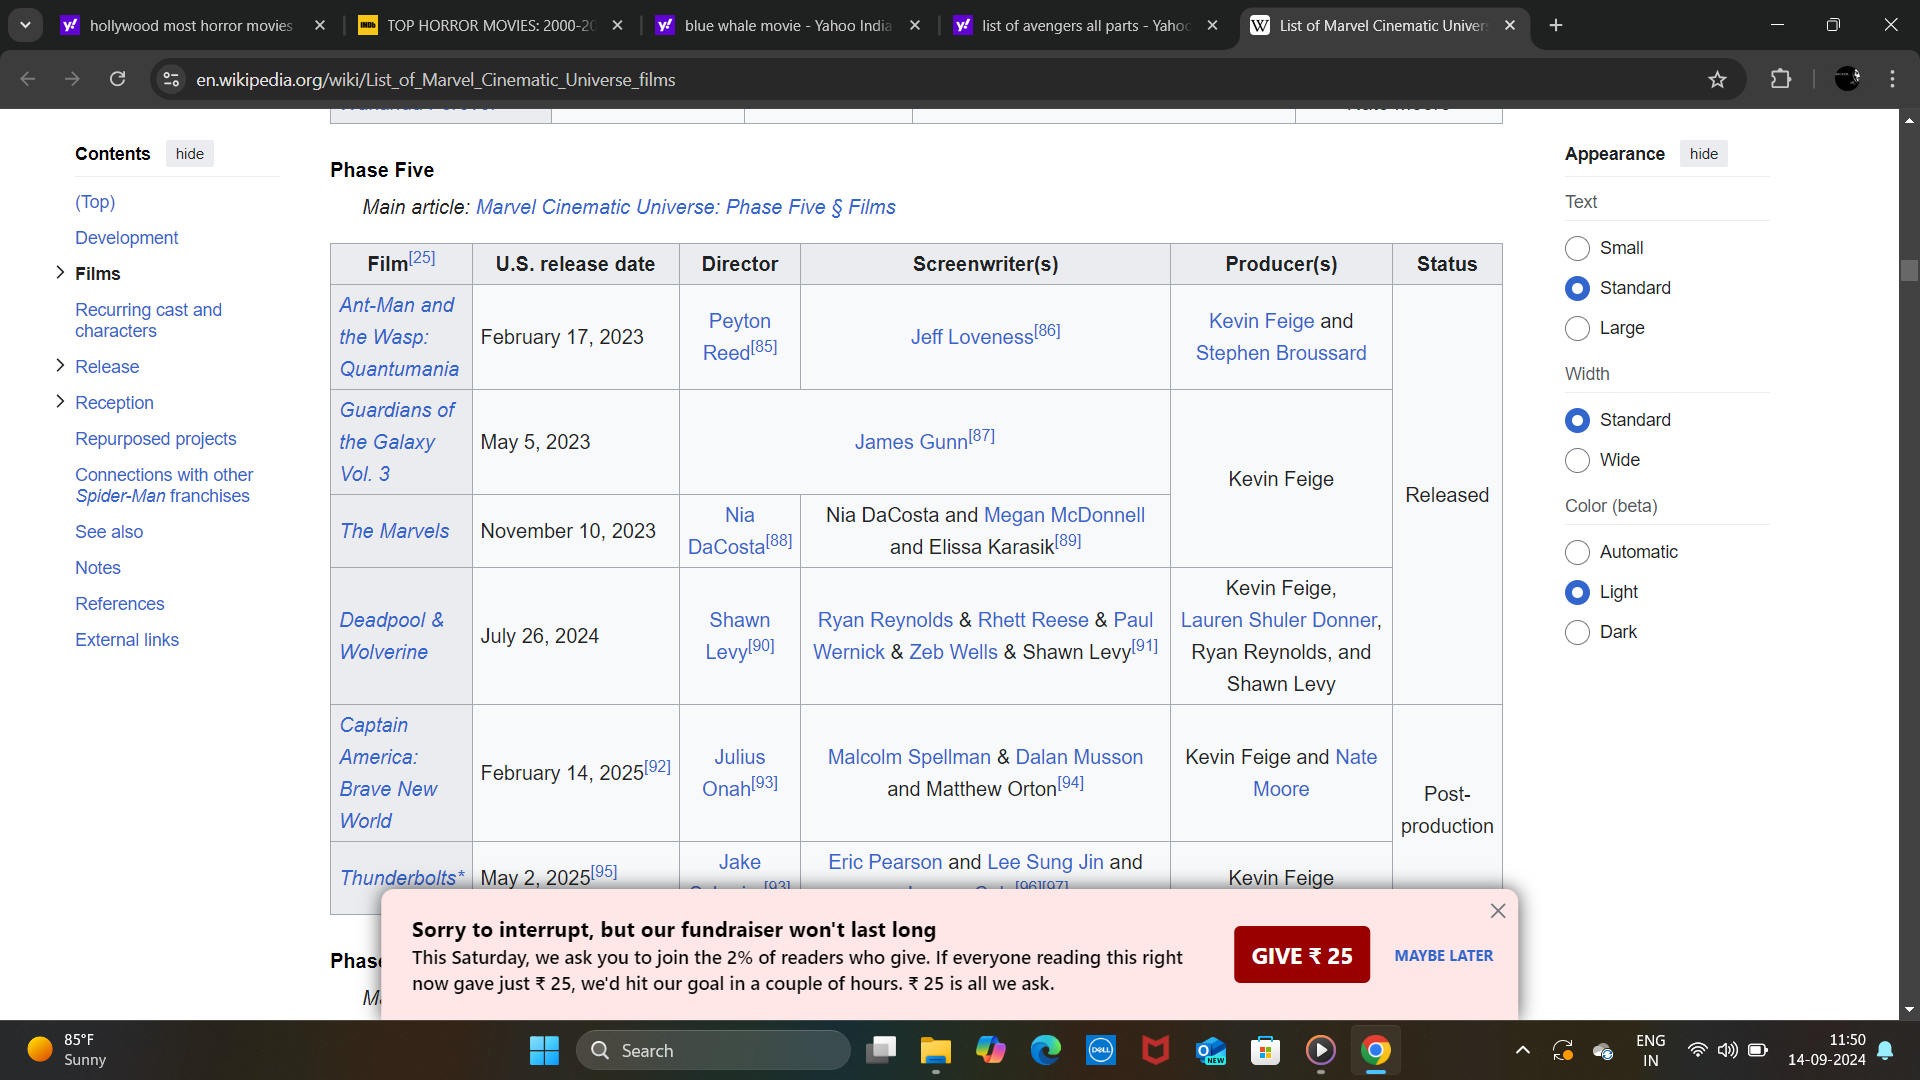 hollywood most horror movies
TOP HORROR MOVIES: 2000-20
blue whale movie - Yahoo India
list of avengers all parts - Yahoo
List of Marvel Cinematic Univers
en.wikipedia.org/wiki/List_of_Marvel_Cinematic_Universe_films
Contents hide
(Top)
Development
Films
Recurring cast and
characters
Release
Reception
Repurposed projects
Connections with other
Spider-Man franchises
See also
Notes
References
External links
Phase Five
Main article: Marvel Cinematic Universe: Phase Five § Films
Film[25] U.S. release date Director Screenwriter(s) Producer(s) Status
Ant-Man and
the Wasp:
Quantumania
February 17, 2023
Peyton
Reed[85]
Jeff Loveness[86]
Kevin Feige and
Stephen Broussard
Guardians of
the Galaxy
Vol. 3
May 5, 2023
James Gunn[87]
Kevin Feige
Released
The Marvels
November 10, 2023
Nia
DaCosta[88]
Nia DaCosta and Megan McDonnell
and Elissa Karasik[89]
Deadpool &
Wolverine
July 26, 2024
Shawn
Levy[90]
Ryan Reynolds & Rhett Reese & Paul
Wernick & Zeb Wells & Shawn Levy[91]
Kevin Feige,
Lauren Shuler Donner,
Ryan Reynolds, and
Shawn Levy
Captain
America:
Brave New
World
February 14, 2025[92]
Julius
Onah[93]
Malcolm Spellman & Dalan Musson
and Matthew Orton[94]
Kevin Feige and Nate
Moore
Post-
production
Thunderbolts*
May 2, 2025[95]
Jake
[93]
Eric Pearson and Lee Sung Jin and
[96][97]
Kevin Feige
Phase
Appearance hide
Text
Small
Standard
Large
Width
Standard
Wide
Color (beta)
Automatic
Light
Dark
Sorry to interrupt, but our fundraiser won't last long
This Saturday, we ask you to join the 2% of readers who give. If everyone reading this right
now gave just ₹ 25, we'd hit our goal in a couple of hours. ₹ 25 is all we ask.
GIVE ₹ 25
MAYBE LATER
85°F
Sunny
Search
DELL
NEW
ENG
IN
11:50
14-09-2024